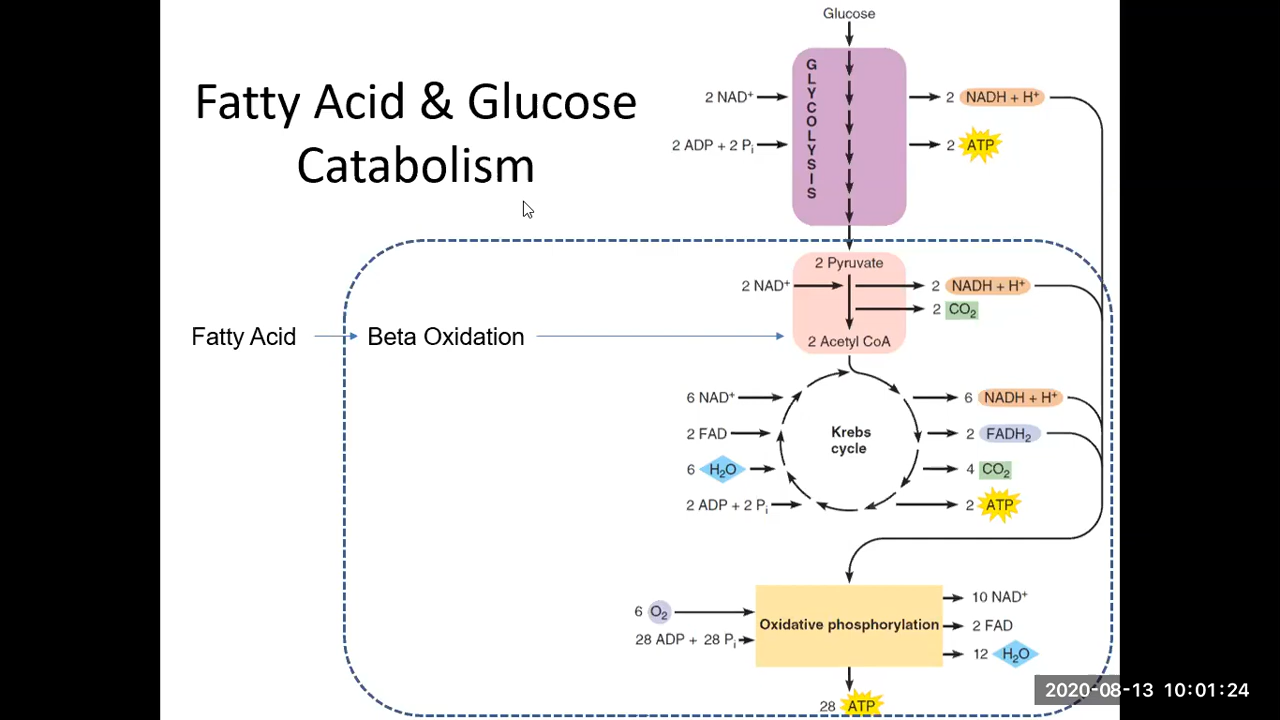 Glucose
Fatty Acid & Glucose
Catabolism
GLYCOLYSIS
2 NAD⁺
2 NADH + H⁺
2 ADP + 2 Pᵢ
2 ATP
2 Pyruvate
2 NAD⁺
2 NADH + H⁺
2 CO₂
Fatty Acid
Beta Oxidation
2 Acetyl CoA
6 NAD⁺
6 NADH + H⁺
2 FAD
Krebs
cycle
2 FADH₂
6 H₂O
4 CO₂
2 ADP + 2 Pᵢ
2 ATP
6 O₂
28 ADP + 28 Pᵢ
Oxidative phosphorylation
10 NAD⁺
2 FAD
12 H₂O
28 ATP
2020-08-13 10:01:24